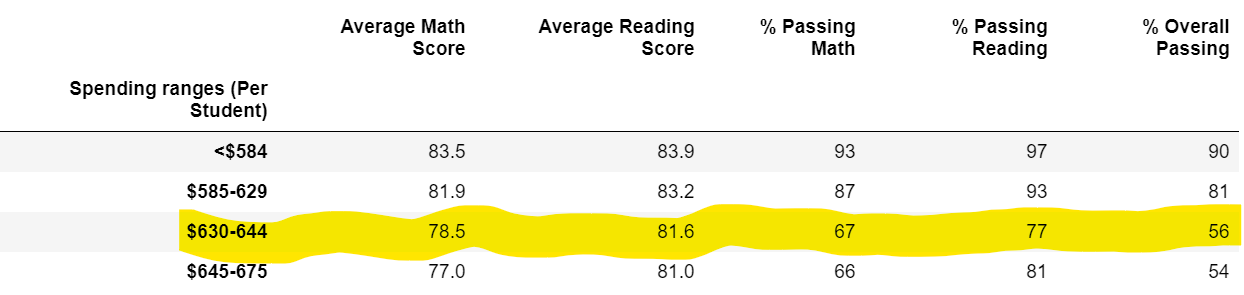 Average Math Score Average Reading Score % Passing Math % Passing Reading % Overall Passing
Spending ranges (Per Student)
<$584 83.5 83.9 93 97 90
$585-629 81.9 83.2 87 93 81
$630-644 78.5 81.6 67 77 56
$645-675 77.0 81.0 66 81 54